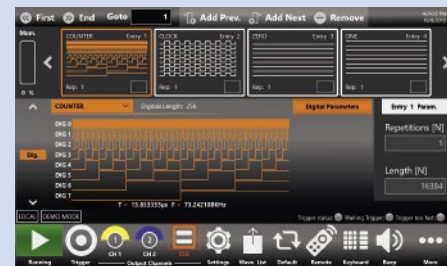 First End Goto 1 Add Prev. Add Next Remove
Mem.
COUNTER Entry 1 CLOCK Entry 2 ZERO Entry 3 ONE Entry 4
Rep. 1 Rep. 1 Rep. 1 Rep. 1
0 %
COUNTER Digitals Length: 256 Digital Parameters Entry 1 Param.
DIG 0
DIG 1
DIG 2
DIG 3
DIG 4
DIG 5
DIG 6
DIG 7
Dig.
Repetitions [N]
1
Length [N]
16384
T - 13.653333µs F - 73.242188KHz
LOCAL DEMO MODE Trigger status: Waiting Trigger: Trigger too fast:
1 2
CH 1 CH 2
Running Trigger Output Channels Settings Wave. List Default Remote Keyboard Beep More